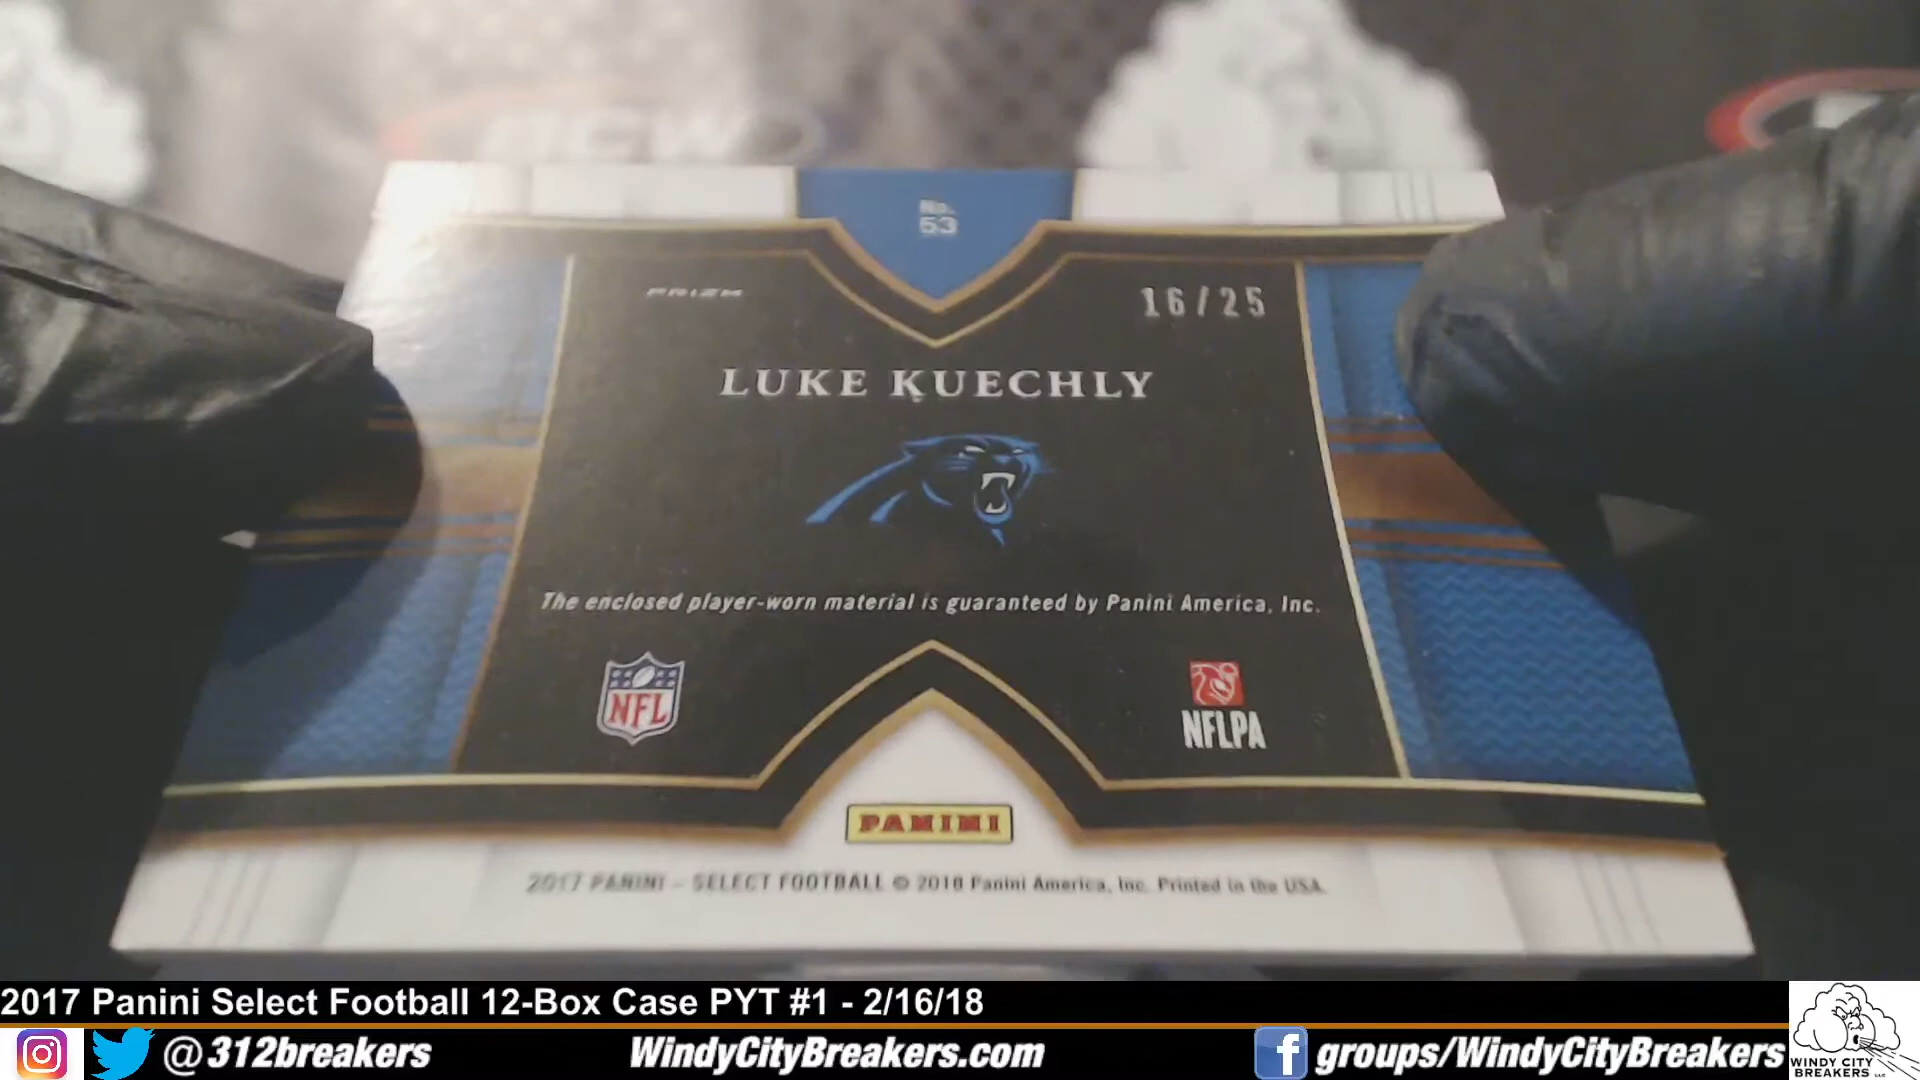 No.
53
PRIZM
16/25
LUKE KUECHLY
The enclosed player-worn material is guaranteed by Panini America, Inc.
NFL
NFLPA
PANINI
2017 PANINI - SELECT FOOTBALL © 2018 Panini America, Inc. Printed in the USA.
2017 Panini Select Football 12-Box Case PYT #1 - 2/16/18
@312breakers
WindyCityBreakers.com
f groups/WindyCityBreakers
WINDY CITY
BREAKERS